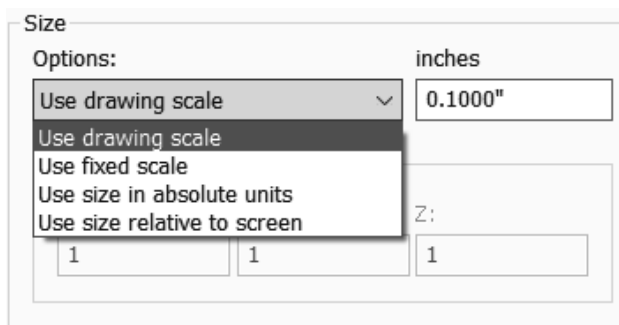 Size
Options:
inches
Use drawing scale
0.1000"
Use drawing scale
Use fixed scale
Use size in absolute units
Use size relative to screen
Z:
1
1
1